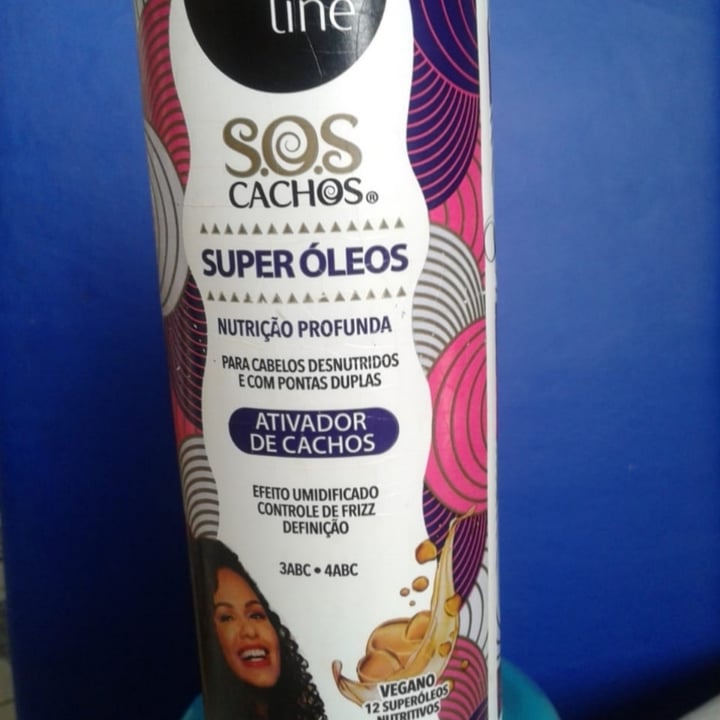 line
S.O.S
CACHOS®
SUPER ÓLEOS
NUTRIÇÃO PROFUNDA
PARA CABELOS DESNUTRIDOS
E COM PONTAS DUPLAS
ATIVADOR
DE CACHOS
EFEITO UMIDIFICADO
CONTROLE DE FRIZZ
DEFINIÇÃO
3ABC • 4ABC
VEGANO
12 SUPERÓLEOS
NUTRITIVOS